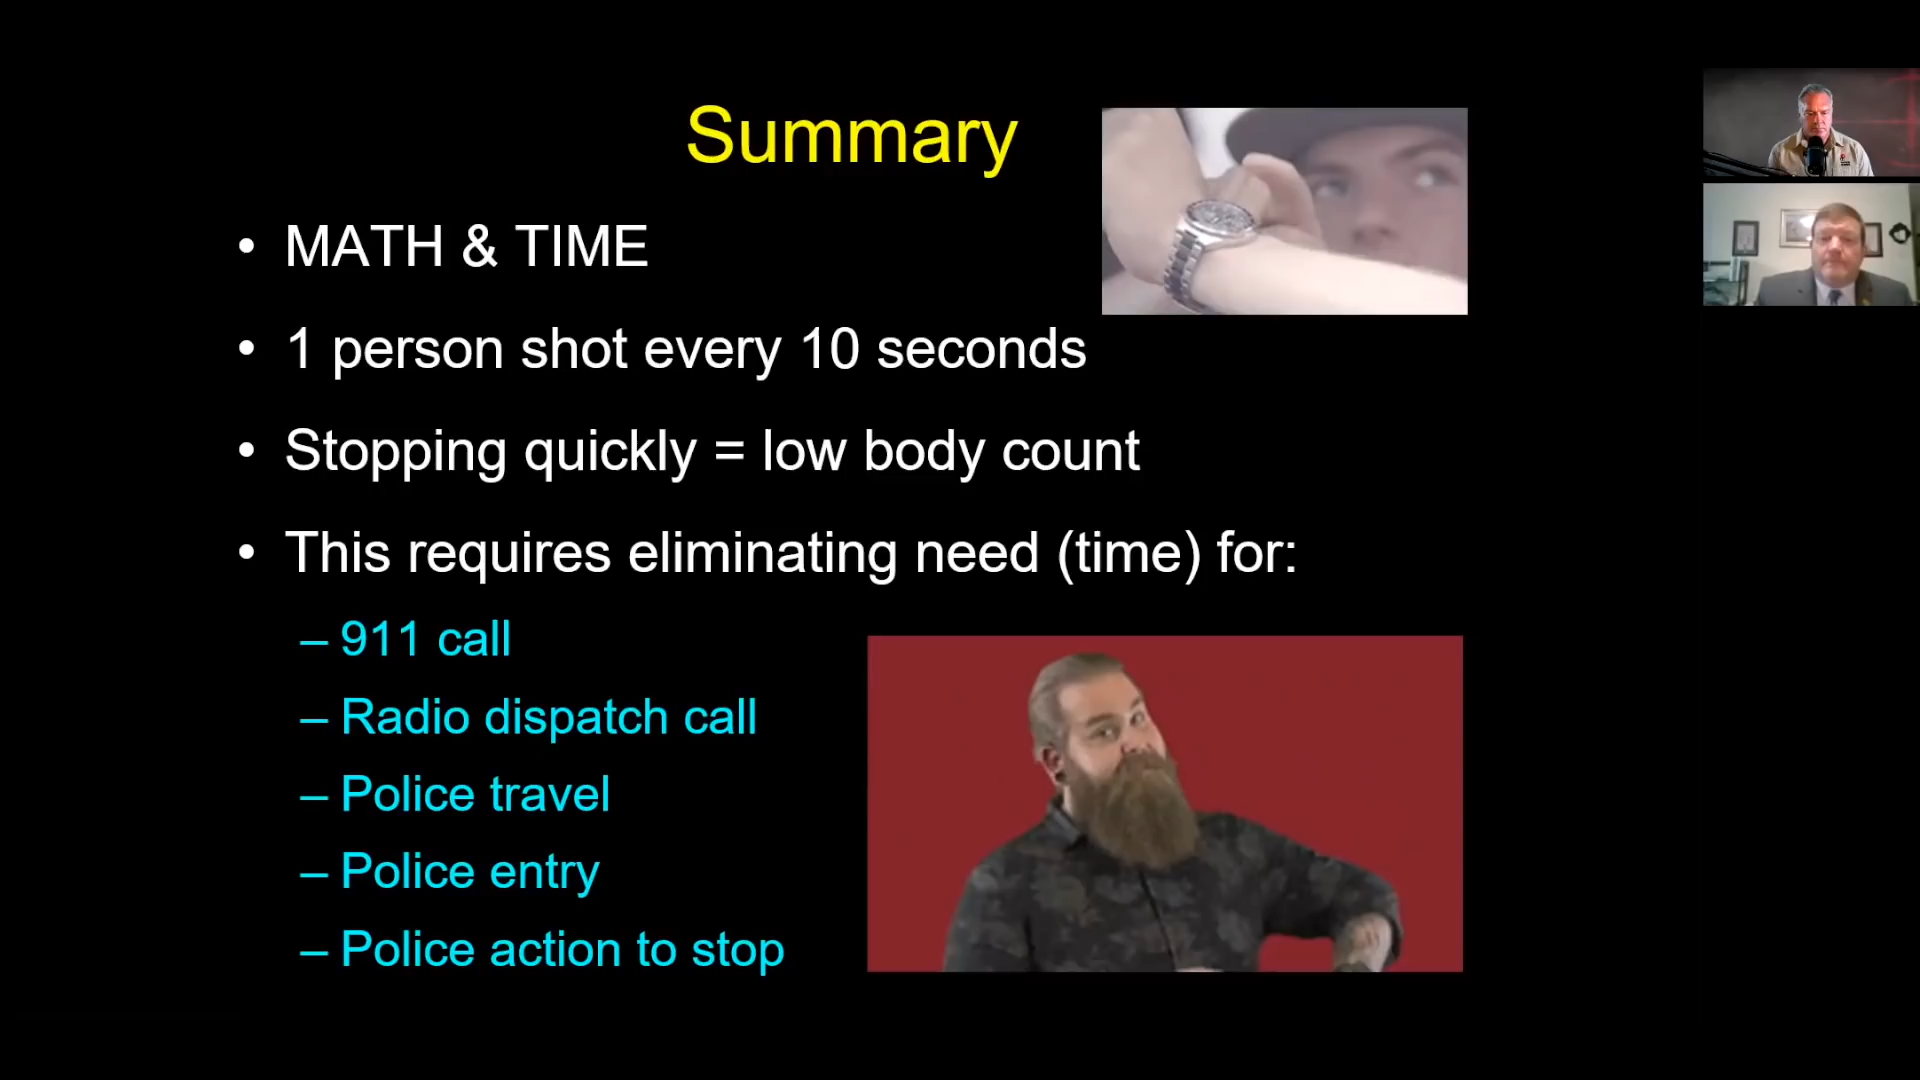 Summary
• MATH & TIME
• 1 person shot every 10 seconds
• Stopping quickly = low body count
• This requires eliminating need (time) for:
– 911 call
– Radio dispatch call
– Police travel
– Police entry
– Police action to stop